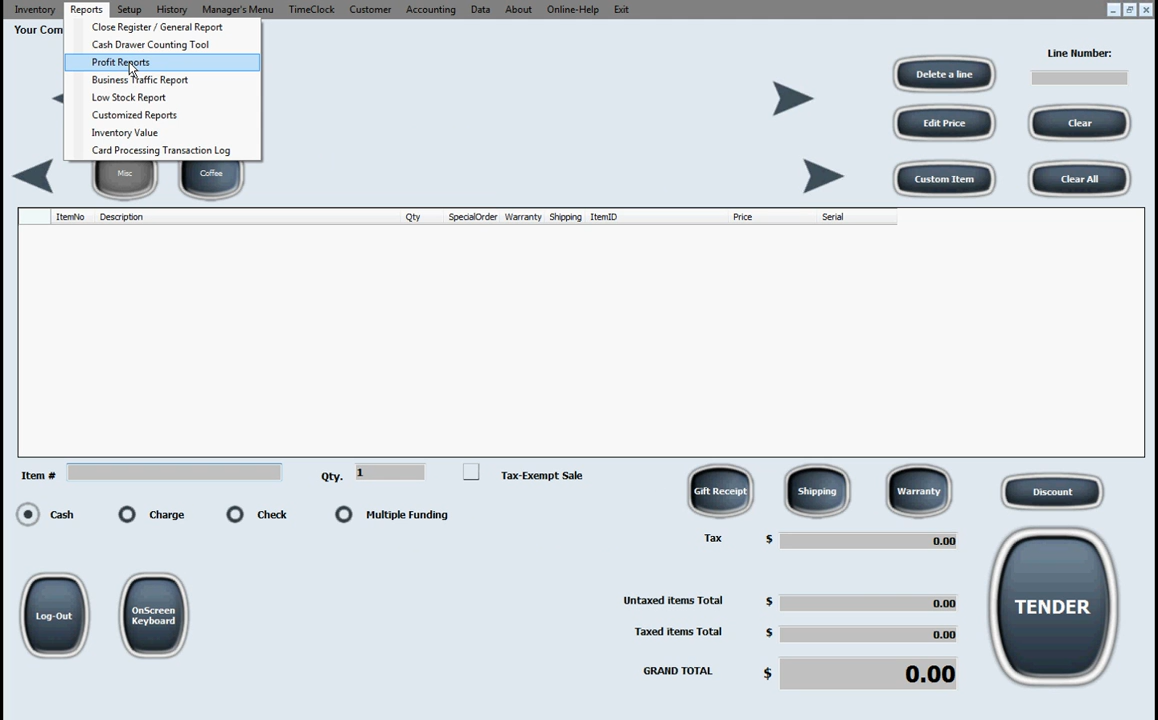 Inventory Reports Setup History Manager's Menu TimeClock Customer Accounting Data About Online-Help Exit
Your Com
Close Register / General Report
Cash Drawer Counting Tool
Profit Reports
Business Traffic Report
Low Stock Report
Customized Reports
Inventory Value
Card Processing Transaction Log
Line Number:
Delete a line
Edit Price
Clear
Custom Item
Clear All
Misc
Coffee
ItemNo Description Qty SpecialOrder Warranty Shipping ItemID Price Serial
Item #
Qty. 1
Tax-Exempt Sale
Gift Receipt
Shipping
Warranty
Discount
Cash
Charge
Check
Multiple Funding
Tax $ 0.00
Log-Out
OnScreen
Keyboard
Untaxed items Total $ 0.00
Taxed items Total $ 0.00
GRAND TOTAL $ 0.00
TENDER